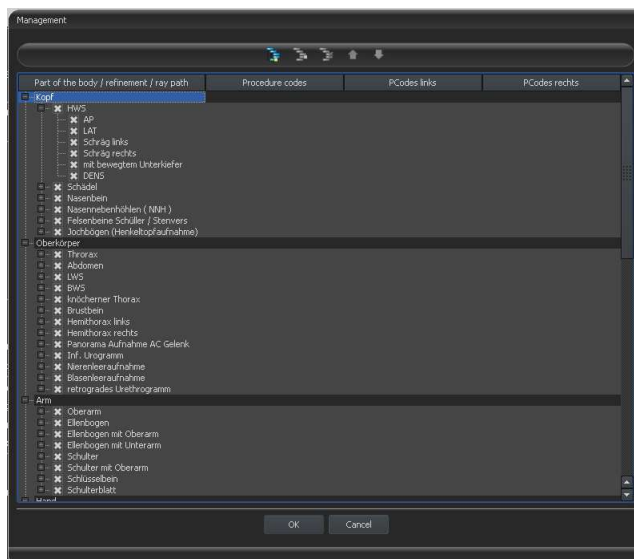 Management
Part of the body / refinement / ray path Procedure codes PCodes links PCodes rechts
Kopf
HWS
AP
LAT
Schräg links
Schräg rechts
mit bewegtem Unterkiefer
DENS
Schädel
Nasenbein
Nasennebenhöhlen ( NNH )
Felsenbeine Schüller / Stenvers
Jochbögen (Henkeltopfaufnahme)
Oberkörper
Throrax
Abdomen
LWS
BWS
knöcherner Thorax
Brustbein
Hemithorax links
Hemithorax rechts
Panorama Aufnahme AC Gelenk
Inf. Urogramm
Nierenleeraufnahme
Blasenleeraufnahme
retrogrades Urethrogramm
Arm
Oberarm
Ellenbogen
Ellenbogen mit Oberarm
Ellenbogen mit Unterarm
Schulter
Schulter mit Oberarm
Schlüsselbein
Schulterblatt
Hand
OK Cancel